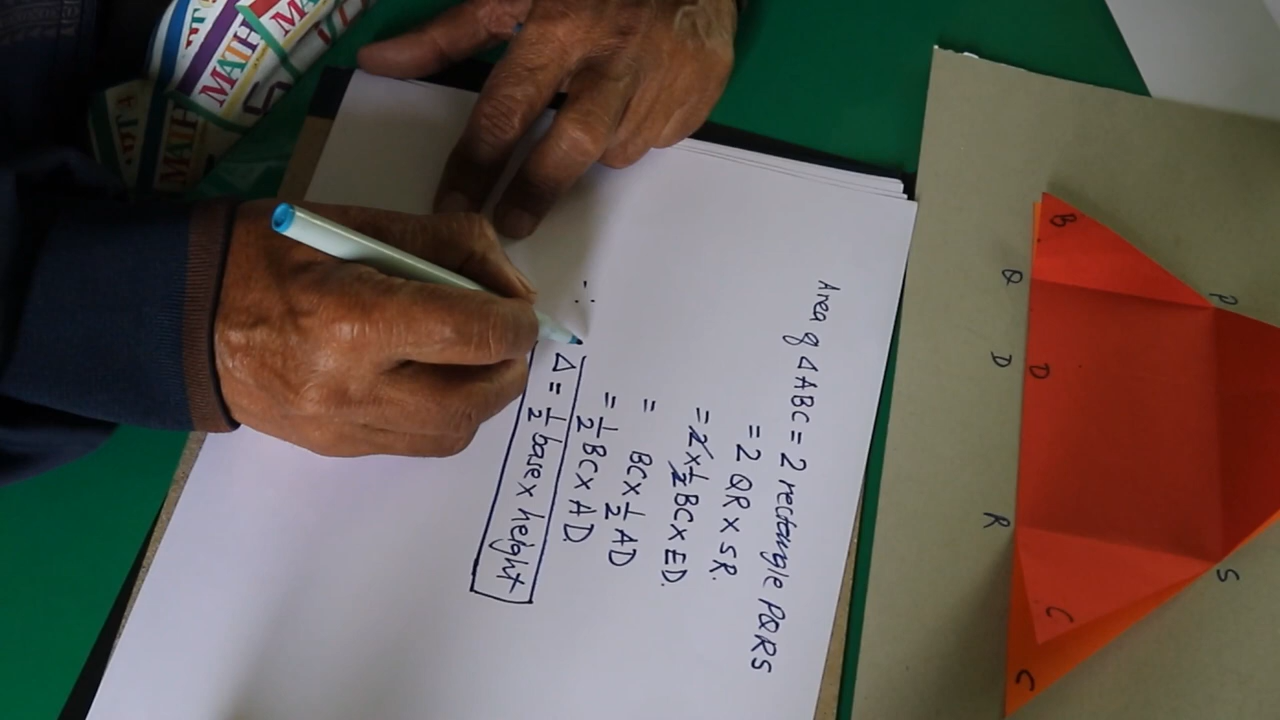 Area of ΔABC = 2 rectangle PQRS
= 2 QR x SR.
= 2 x 1/2 BC x ED.
= BC x 1/2 AD
= 1/2 BC x AD
∴ Δ = 1/2 base x height
B
P
Q
D
D
R
S
C
C
MATH
MATH